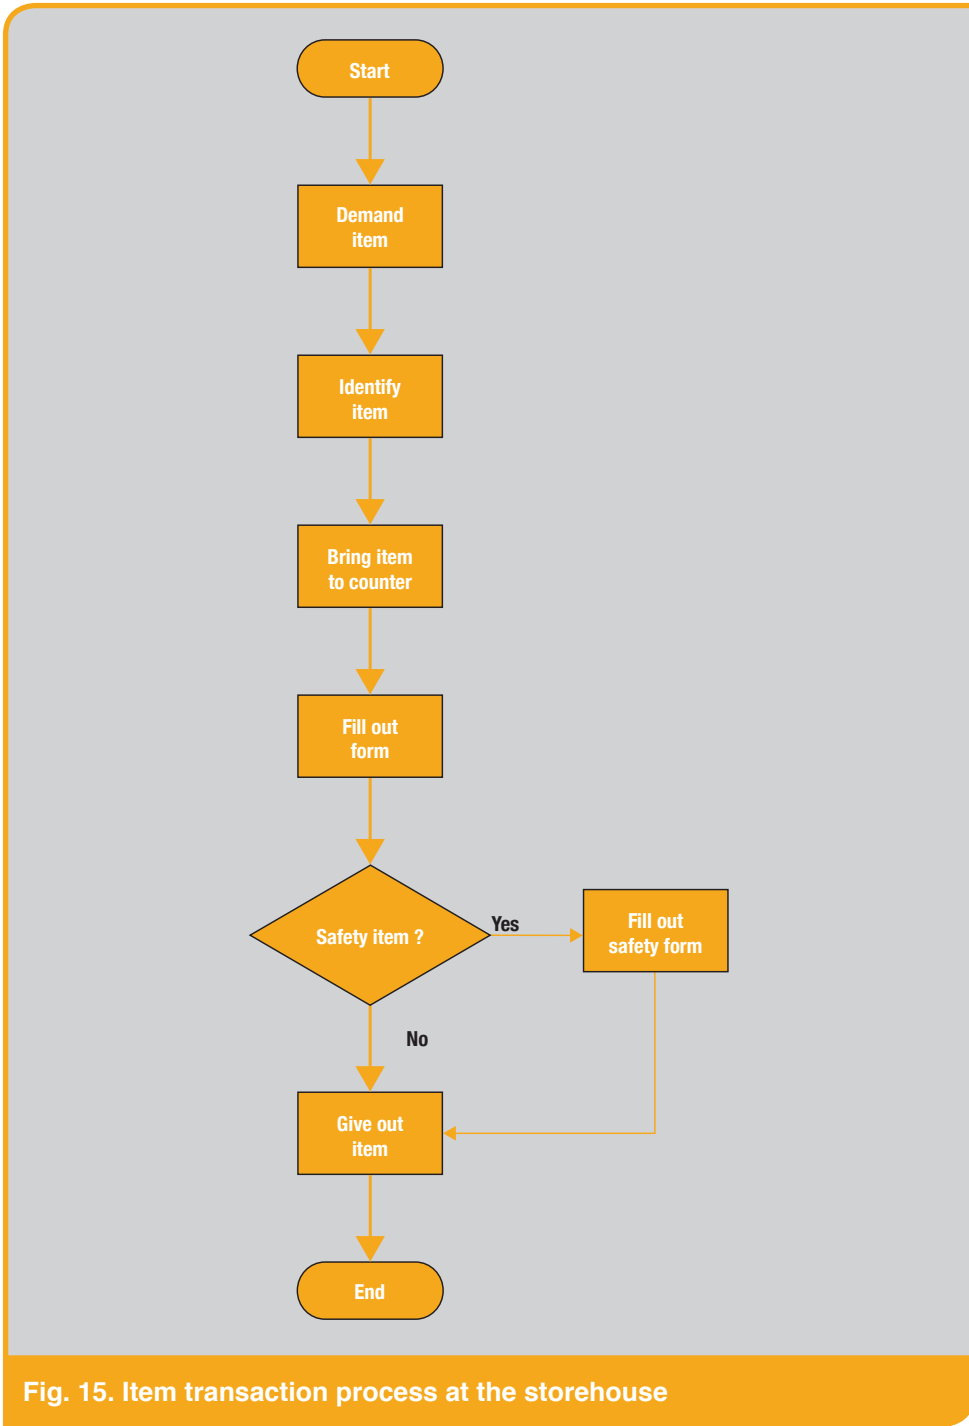 Start
Demand
item
Identify
item
Bring item
to counter
Fill out
form
Safety item ?
Yes
Fill out
safety form
No
Give out
item
End
Fig. 15. Item transaction process at the storehouse